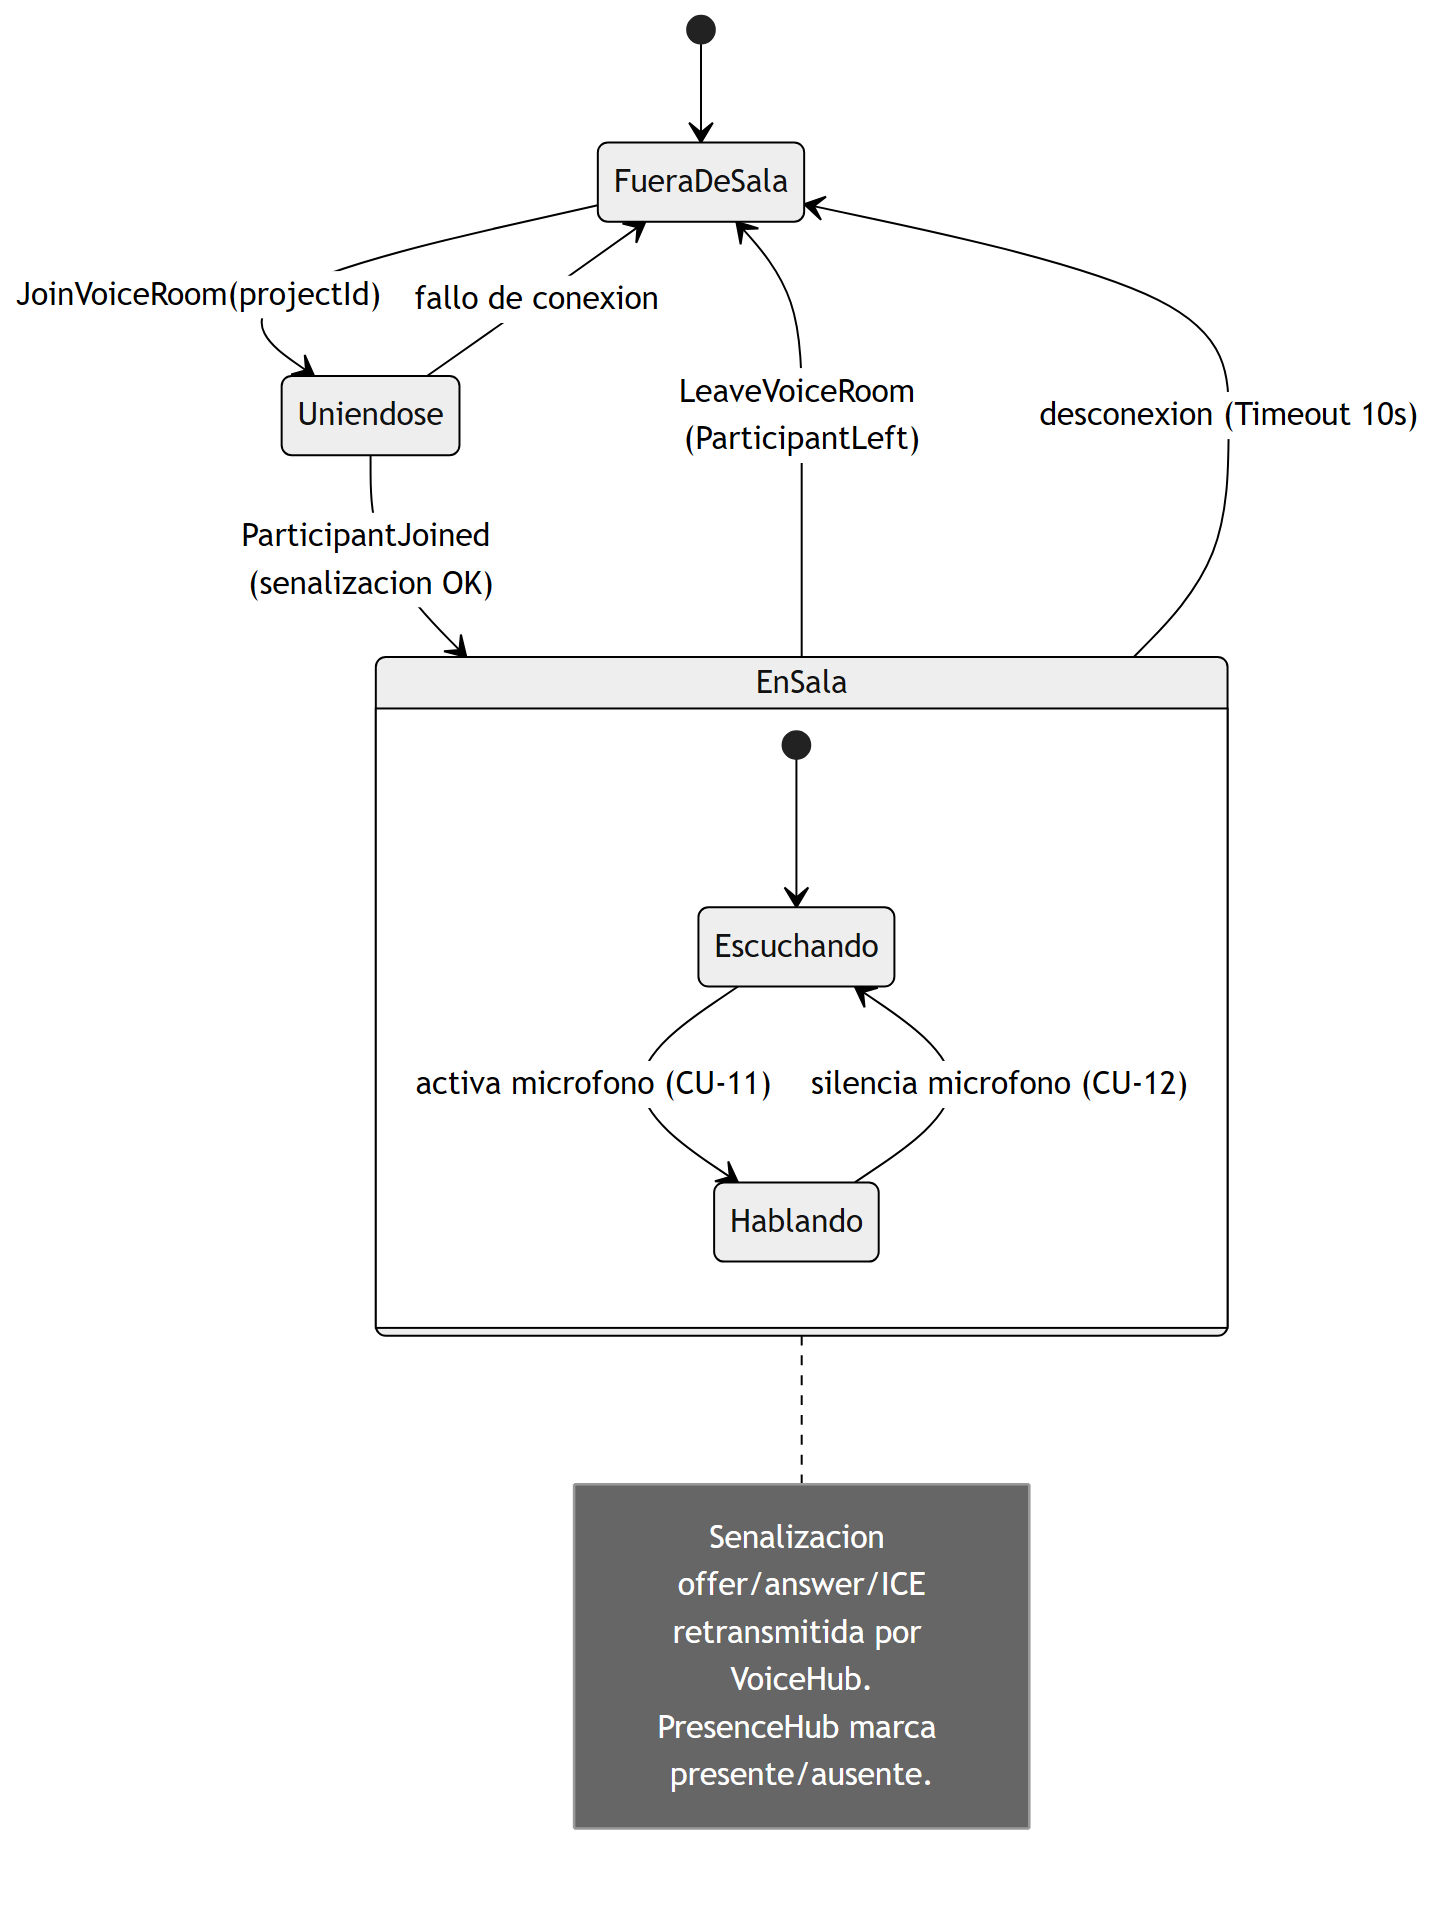 FueraDeSala
JoinVoiceRoom(projectId)
fallo de conexion
LeaveVoiceRoom
(ParticipantLeft)
desconexion (Timeout 10s)
Uniendose
ParticipantJoined
(senalizacion OK)
EnSala
Escuchando
activa microfono (CU-11)
silencia microfono (CU-12)
Hablando
Senalizacion
offer/answer/ICE
retransmitida por
VoiceHub.
PresenceHub marca
presente/ausente.